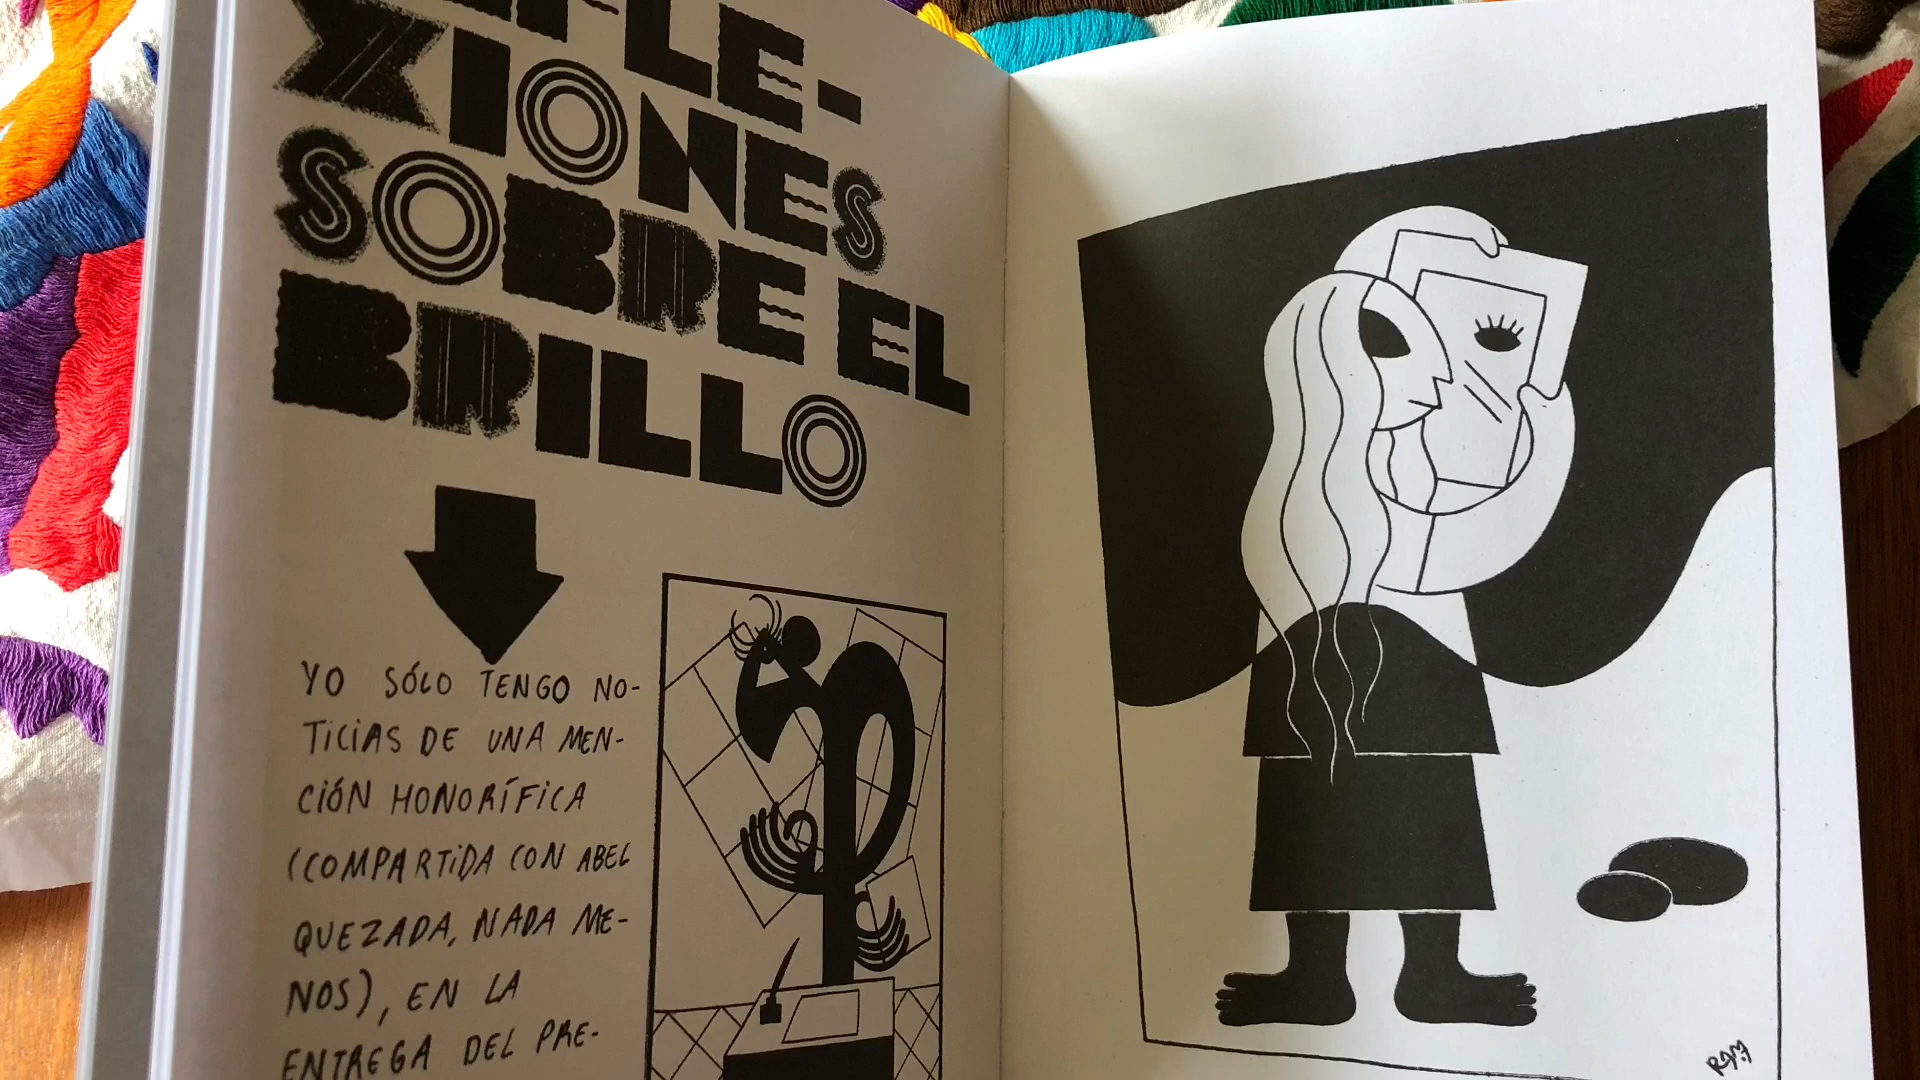 FLE-
XIONES
SOBRE EL
BRILLO
YO SÓLO TENGO NO-
TICIAS DE UNA MEN-
CIÓN HONORÍFICA
(COMPARTIDA CON ABEL
QUEZADA, NADA ME-
NOS), EN LA
ENTREGA DEL PRE-